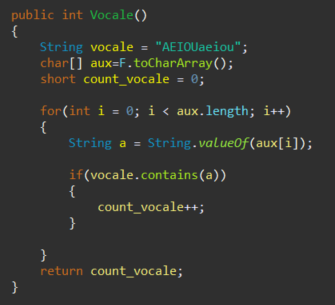 public int Vocale()
{
    String vocale = "AEIOUaeiou";
    char[] aux=F.toCharArray();
    short count_vocale = 0;

    for(int i = 0; i < aux.length; i++)
    {
        String a = String.valueOf(aux[i]);

        if(vocale.contains(a))
        {
            count_vocale++;
        }

    }
    return count_vocale;
}